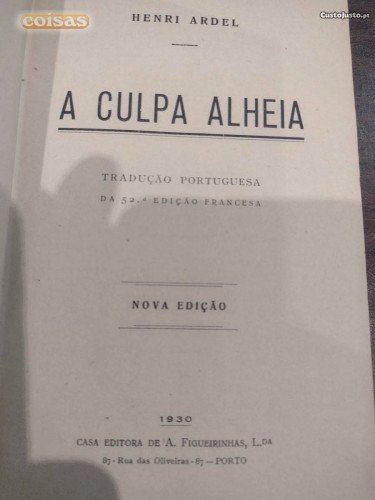 coisas
CustoJusto.pt
HENRI ARDEL
A CULPA ALHEIA
TRADUÇÃO PORTUGUESA
DA 52.ª EDIÇÃO FRANCESA
NOVA EDIÇÃO
1930
CASA EDITORA DE A. FIGUEIRINHAS, L.DA
87 - Rua das Oliveiras - 87 — PORTO